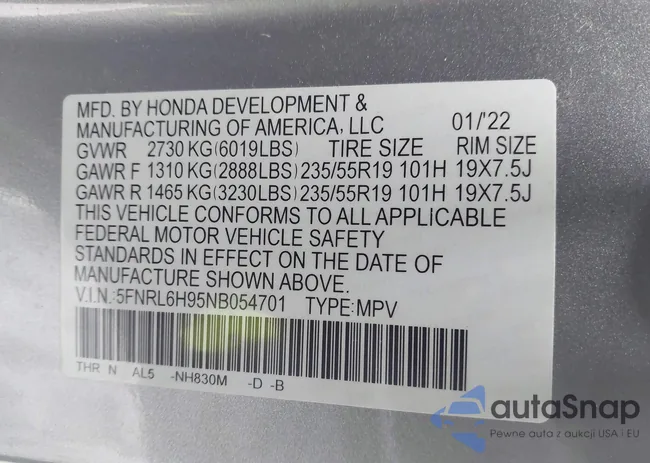 MFD. BY HONDA DEVELOPMENT &
MANUFACTURING OF AMERICA, LLC 01/'22
GVWR 2730 KG(6019LBS) TIRE SIZE RIM SIZE
GAWR F 1310 KG(2888LBS) 235/55R19 101H 19X7.5J
GAWR R 1465 KG(3230LBS) 235/55R19 101H 19X7.5J
THIS VEHICLE CONFORMS TO ALL APPLICABLE
FEDERAL MOTOR VEHICLE SAFETY
STANDARDS IN EFFECT ON THE DATE OF
MANUFACTURE SHOWN ABOVE.
V.I.N.:5FNRL6H95NB054701 TYPE:MPV
THR N AL5 -NH830M -D -B
autaSnap
Pewne auta z aukcji USA i EU